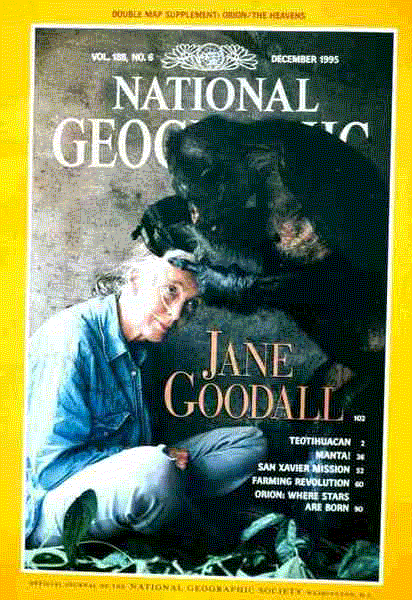 DOUBLE MAP SUPPLEMENT: ORION/THE HEAVENS
VOL. 188, NO. 6
DECEMBER 1995
NATIONAL
GEOGRAPHIC
JANE
GOODALL 102
TEOTIHUACAN 2
MANTA! 36
SAN XAVIER MISSION 52
FARMING REVOLUTION 60
ORION: WHERE STARS
ARE BORN 90
OFFICIAL JOURNAL OF THE NATIONAL GEOGRAPHIC SOCIETY WASHINGTON, D.C.